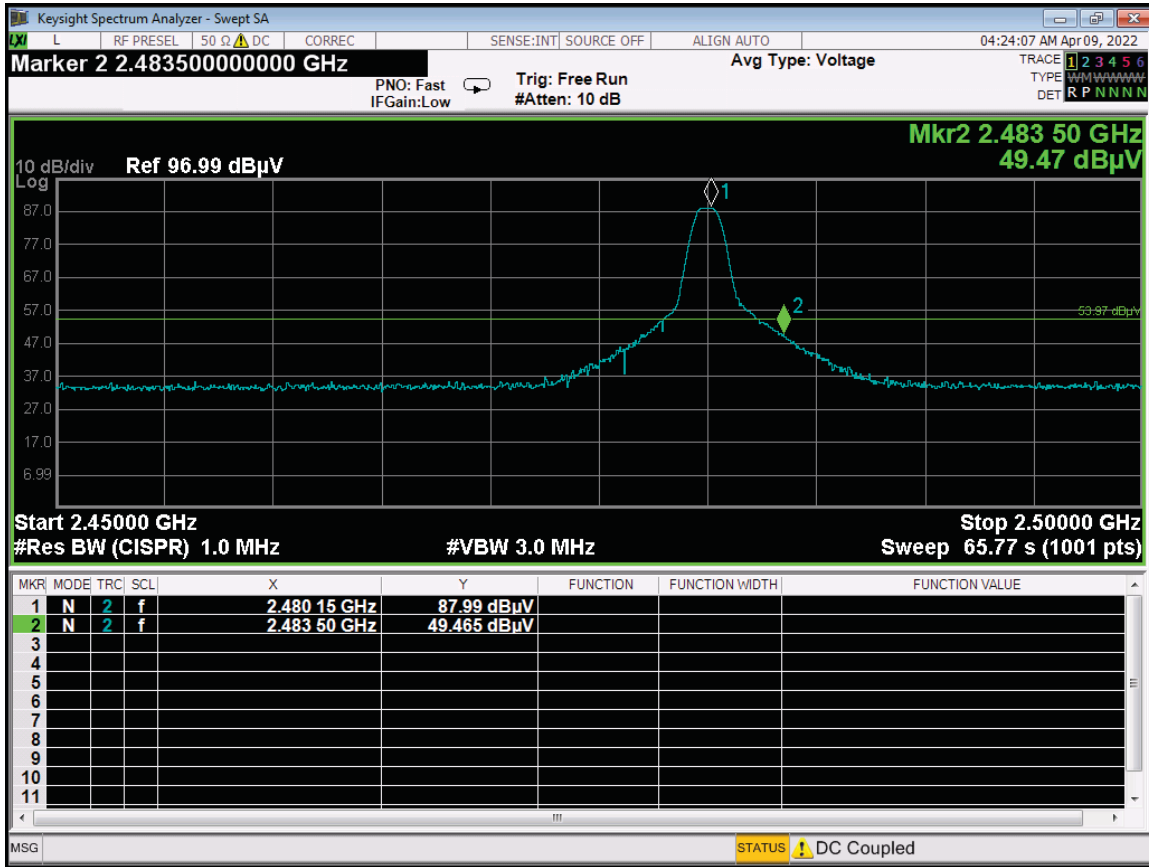 Keysight Spectrum Analyzer - Swept SA
LXI L RF PRESEL 50 Ω DC CORREC SENSE:INT SOURCE OFF ALIGN AUTO 04:24:07 AM Apr 09, 2022
Marker 2 2.483500000000 GHz
PNO: Fast
IFGain:Low
Trig: Free Run
#Atten: 10 dB
Avg Type: Voltage
TRACE 1 2 3 4 5 6
TYPE WMWWWW
DET R P N N N N
Mkr2 2.483 50 GHz
49.47 dBµV
10 dB/div Ref 96.99 dBµV
Log
1
87.0
77.0
67.0
57.0
2
53.97 dBµV
47.0
37.0
27.0
17.0
6.99
Start 2.45000 GHz Stop 2.50000 GHz
#Res BW (CISPR) 1.0 MHz #VBW 3.0 MHz Sweep 65.77 s (1001 pts)
MKR MODE TRC SCL X Y FUNCTION FUNCTION WIDTH FUNCTION VALUE
1 N 2 f 2.480 15 GHz 87.99 dBµV
2 N 2 f 2.483 50 GHz 49.465 dBµV
3
4
5
6
7
8
9
10
11
MSG STATUS DC Coupled